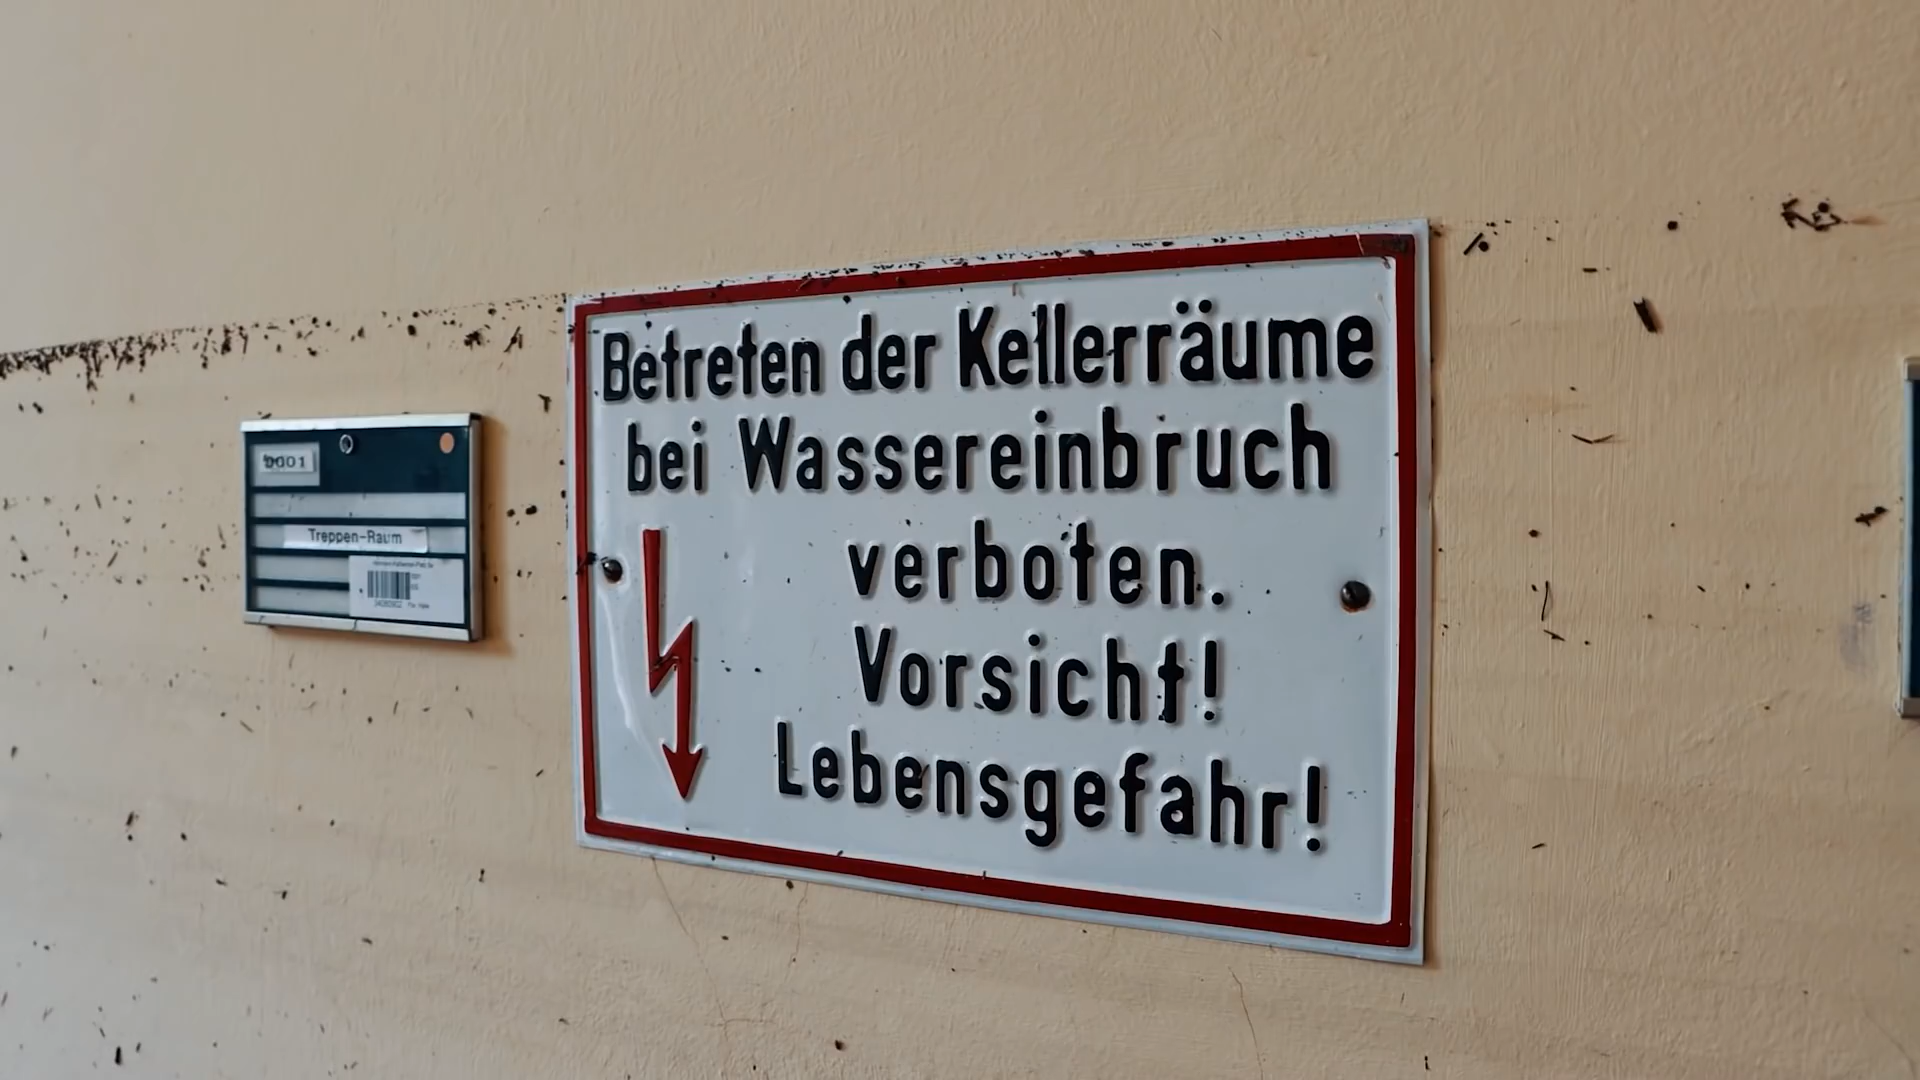 0001
Treppen-Raum
Betreten der Kellerräume
bei Wassereinbruch
verboten.
Vorsicht!
Lebensgefahr!